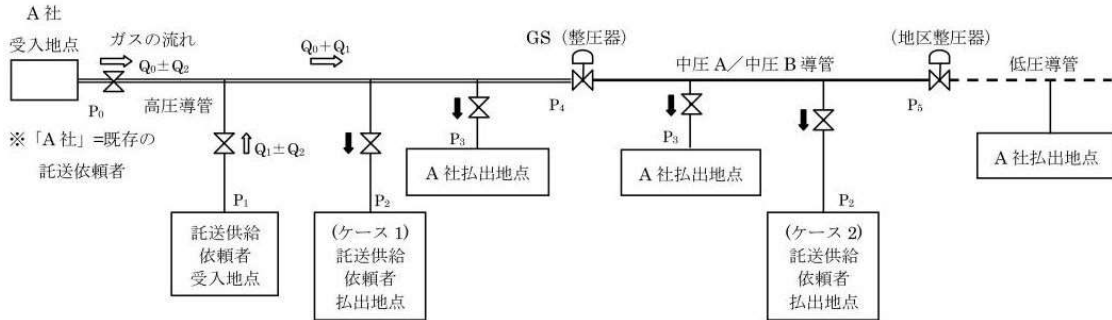 A 社
受入地点
ガスの流れ
Q₀±Q₂
Q₀+Q₁
GS（整圧器）
(地区整圧器)
中圧 A／中圧 B 導管
低圧導管
P₀
高圧導管
P₄
P₅
※「A 社」=既存の
託送依頼者
Q₁±Q₂
P₃
P₃
A 社払出地点
A 社払出地点
A 社払出地点
P₁
P₂
P₂
託送供給
依頼者
受入地点
(ケース 1)
託送供給
依頼者
払出地点
(ケース 2)
託送供給
依頼者
払出地点